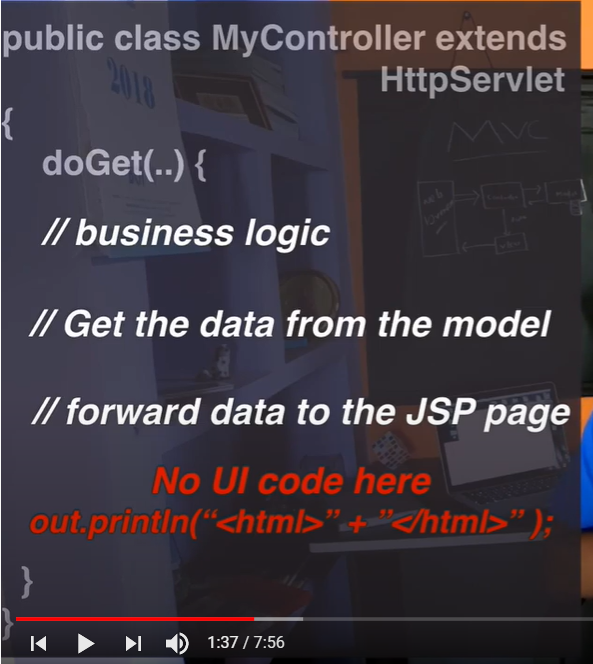 public class MyController extends
HttpServlet
2018
{
MVC
doGet(..) {
// business logic
// Get the data from the model
// forward data to the JSP page
No UI code here
out.println(“<html>” + ”</html>” );
}
}
1:37 / 7:56